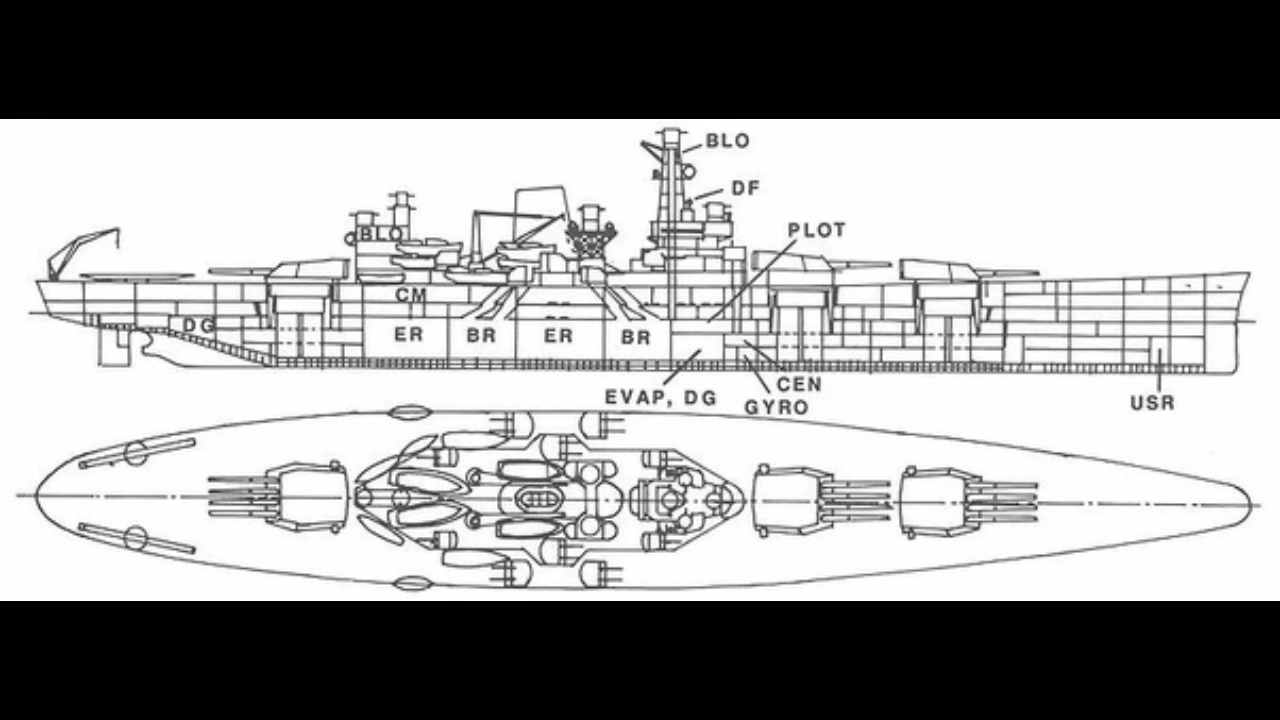 BLO
DF
PLOT
BLO
CM
DG
ER
BR
ER
BR
EVAP, DG
CEN
GYRO
USR